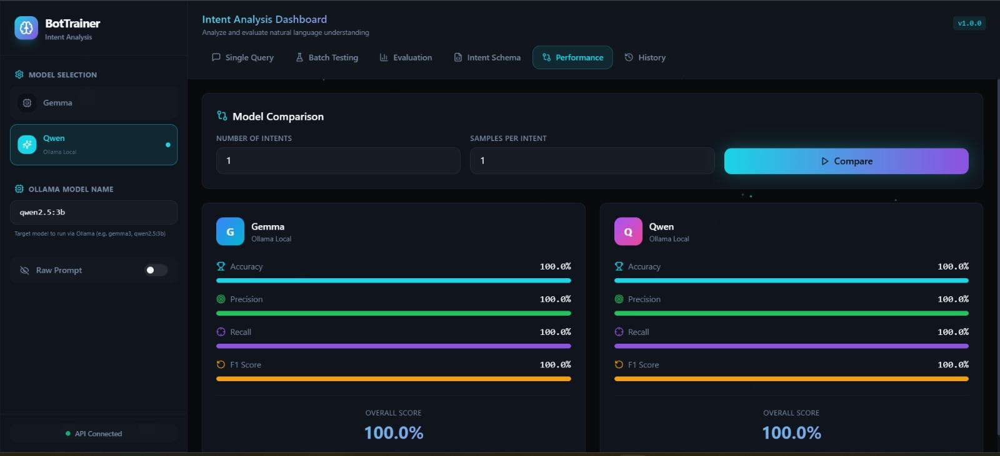 BotTrainer
Intent Analysis
MODEL SELECTION
Gemma
Qwen
Ollama Local
OLLAMA MODEL NAME
qwen2.5:3b
Target model to run via Ollama (e.g. gemma3, qwen2.5:3b)
Raw Prompt
API Connected
Intent Analysis Dashboard
Analyze and evaluate natural language understanding
v1.0.0
Single Query Batch Testing Evaluation Intent Schema Performance History
Model Comparison
NUMBER OF INTENTS
1
SAMPLES PER INTENT
1
Compare
G
Gemma
Ollama Local
Accuracy 100.0%
Precision 100.0%
Recall 100.0%
F1 Score 100.0%
OVERALL SCORE
100.0%
Q
Qwen
Ollama Local
Accuracy 100.0%
Precision 100.0%
Recall 100.0%
F1 Score 100.0%
OVERALL SCORE
100.0%